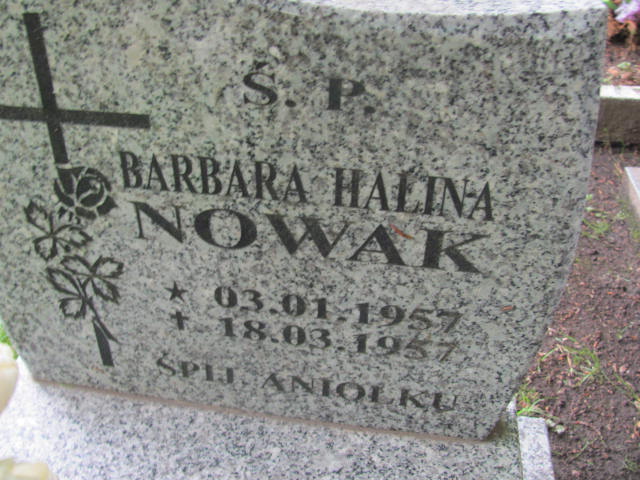 Ś. P.
BARBARA HALINA
NOWAK
★ 03.01.1957
✝ 18.03.1957
ŚPIJ ANIOŁKU